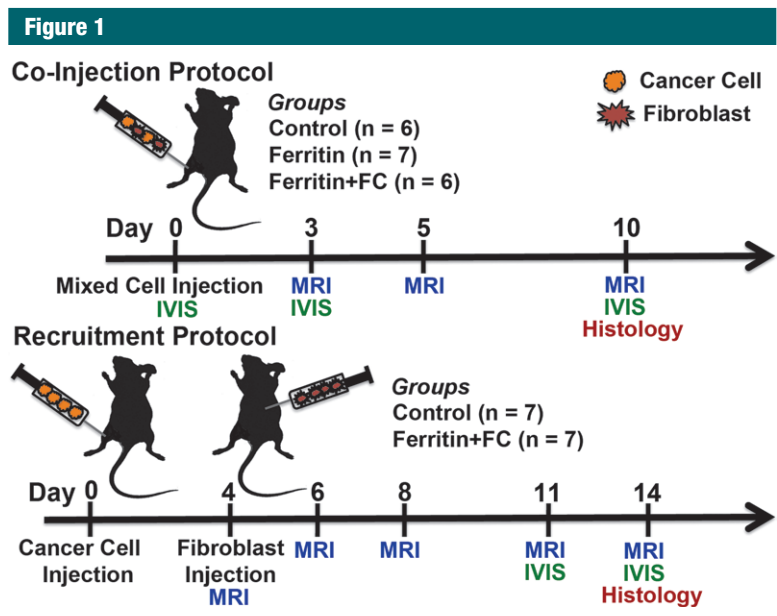 Figure 1
Co-Injection Protocol
Cancer Cell
Fibroblast
Groups
Control (n = 6)
Ferritin (n = 7)
Ferritin+FC (n = 6)
Day 0 3 5 10
Mixed Cell Injection MRI MRI MRI
IVIS IVIS IVIS
Histology
Recruitment Protocol
Groups
Control (n = 7)
Ferritin+FC (n = 7)
Day 0 4 6 8 11 14
Cancer Cell Fibroblast MRI MRI MRI MRI
Injection Injection IVIS IVIS
MRI Histology